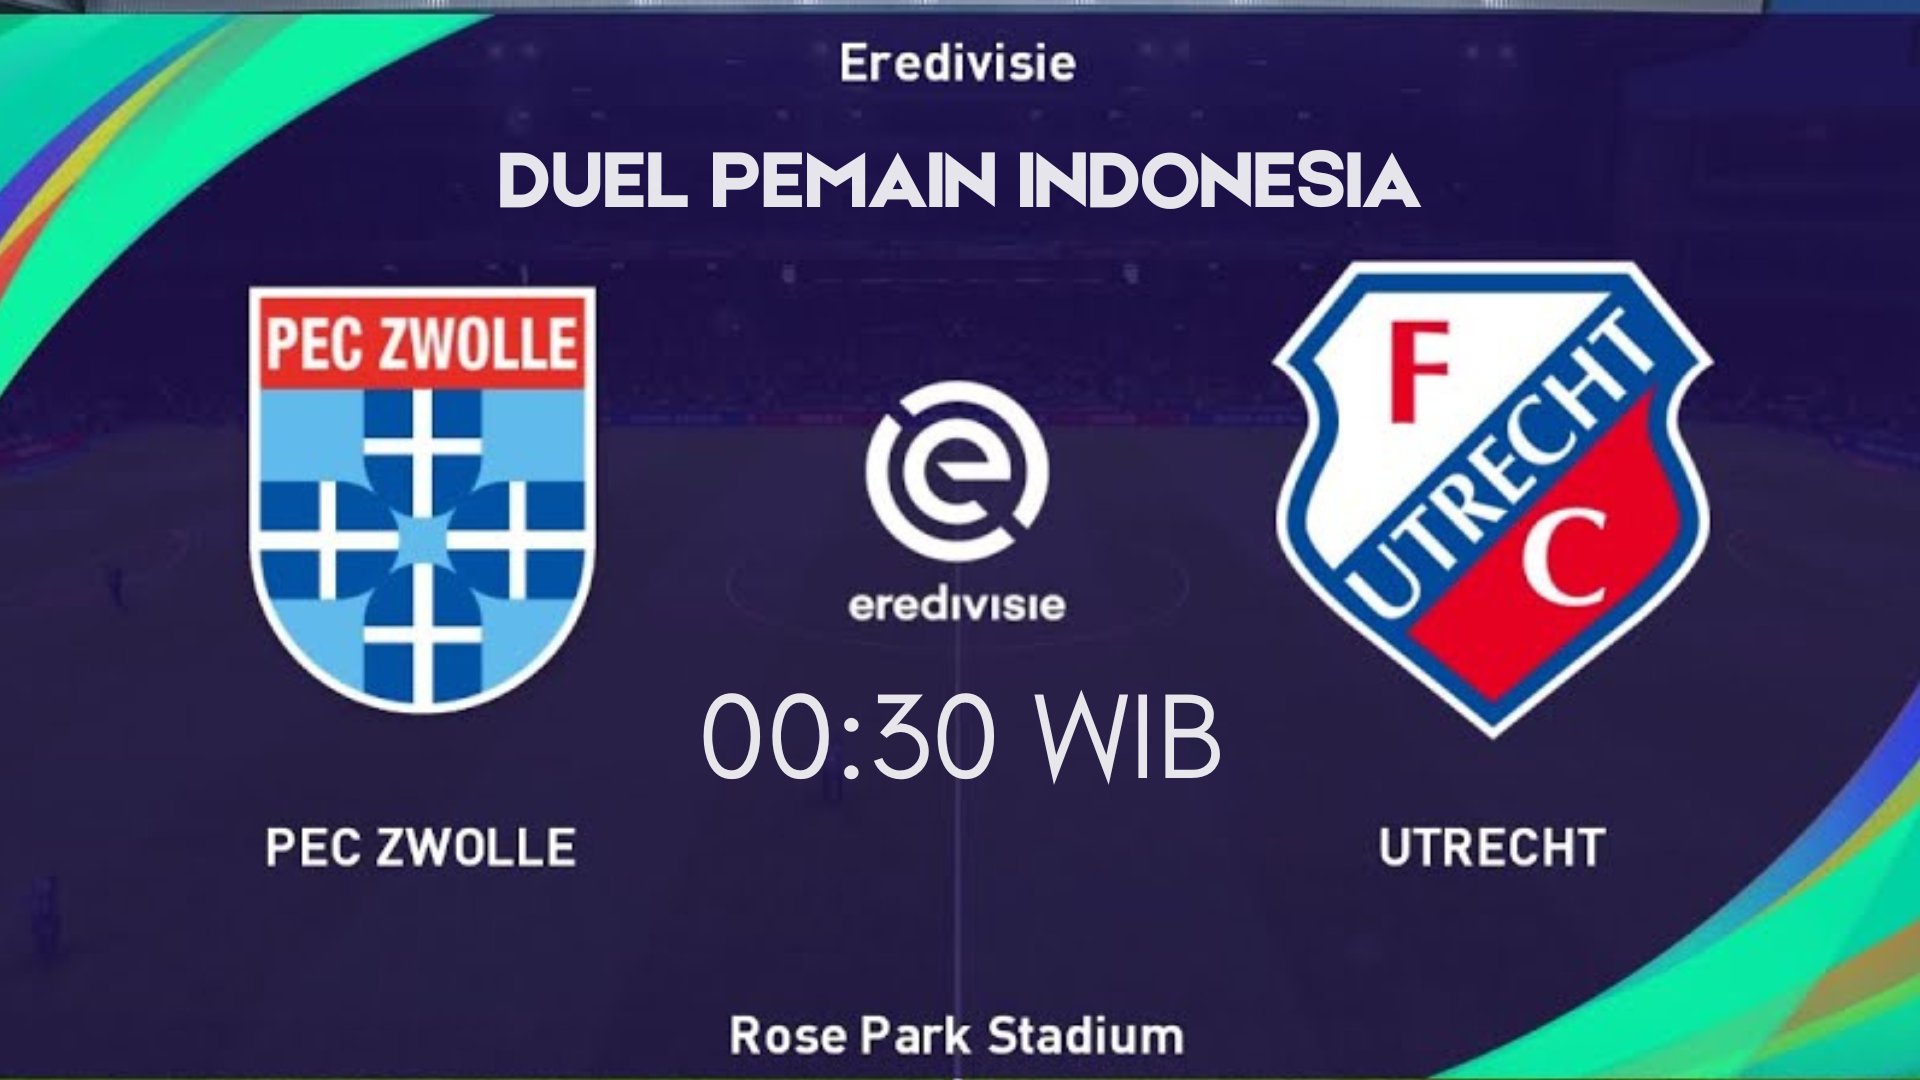 Eredivisie
DUEL PEMAIN INDONESIA
PEC ZWOLLE
F
UTRECHT
C
eredivisie
00:30 WIB
PEC ZWOLLE
UTRECHT
Rose Park Stadium